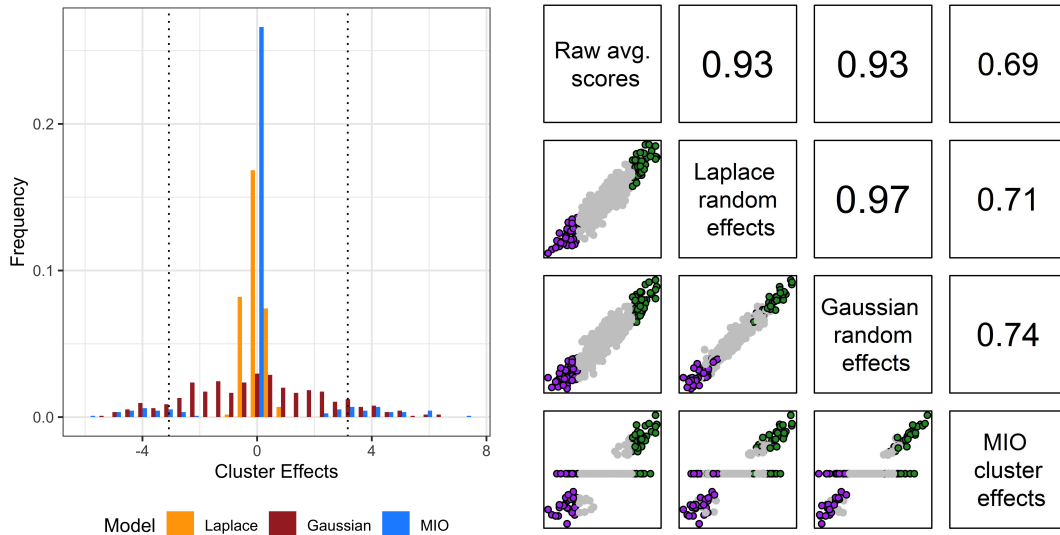 0.2
0.1
0.0
Frequency
-4
0
4
8
Cluster Effects
Model
Laplace
Gaussian
MIO
Raw avg.
scores
0.93
0.93
0.69
Laplace
random
effects
0.97
0.71
Gaussian
random
effects
0.74
MIO
cluster
effects